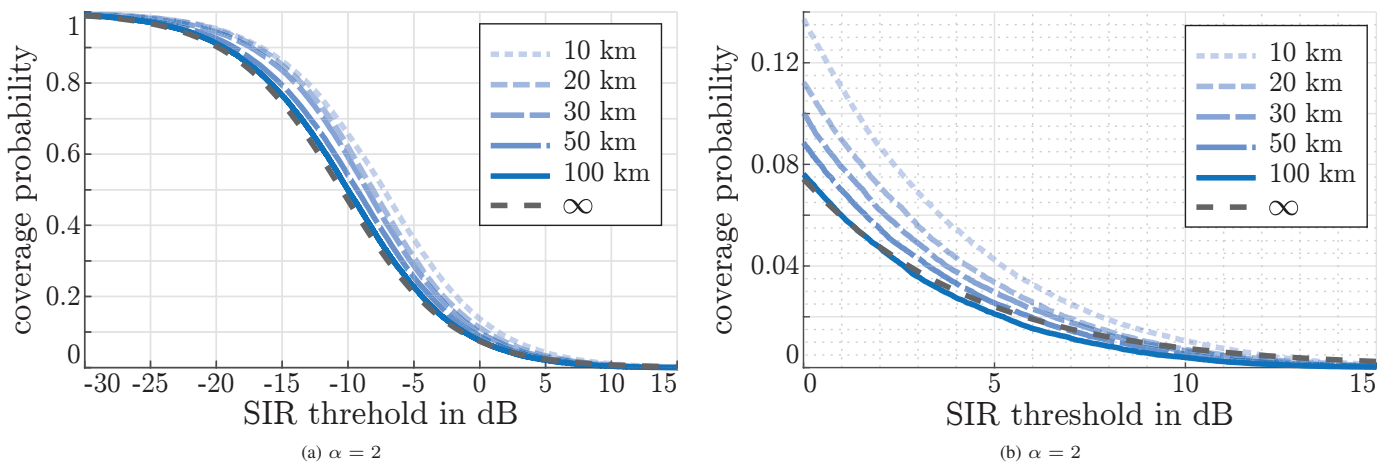 coverage probability
1
0.8
0.6
0.4
0.2
0
-30 -25 -20 -15 -10 -5 0 5 10 15
SIR threhold in dB
10 km
20 km
30 km
50 km
100 km
∞
(a) α = 2
coverage probability
0.12
0.08
0.04
0
0 5 10 15
SIR threshold in dB
10 km
20 km
30 km
50 km
100 km
∞
(b) α = 2